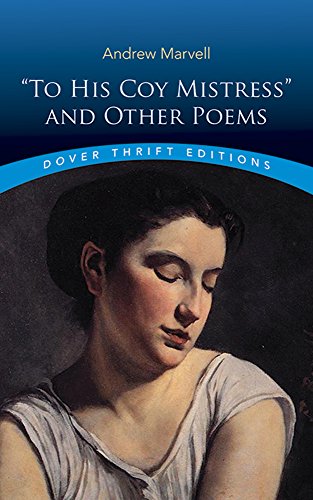 Andrew Marvell
“To His Coy Mistress”
and Other Poems
DOVER THRIFT EDITIONS